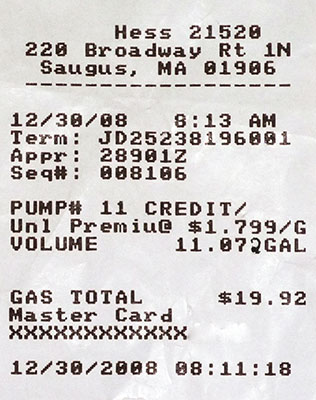 Hess 21520
220 Broadway Rt 1N
Saugus, MA 01906
--------------------
12/30/08 8:13 AM
Term: JD25238196001
Appr: 28901Z
Seq#: 008106
PUMP# 11 CREDIT/
Unl Premiu@ $1.799/G
VOLUME 11.072GAL
GAS TOTAL $19.92
Master Card
XXXXXXXXXXXX
12/30/2008 08:11:18